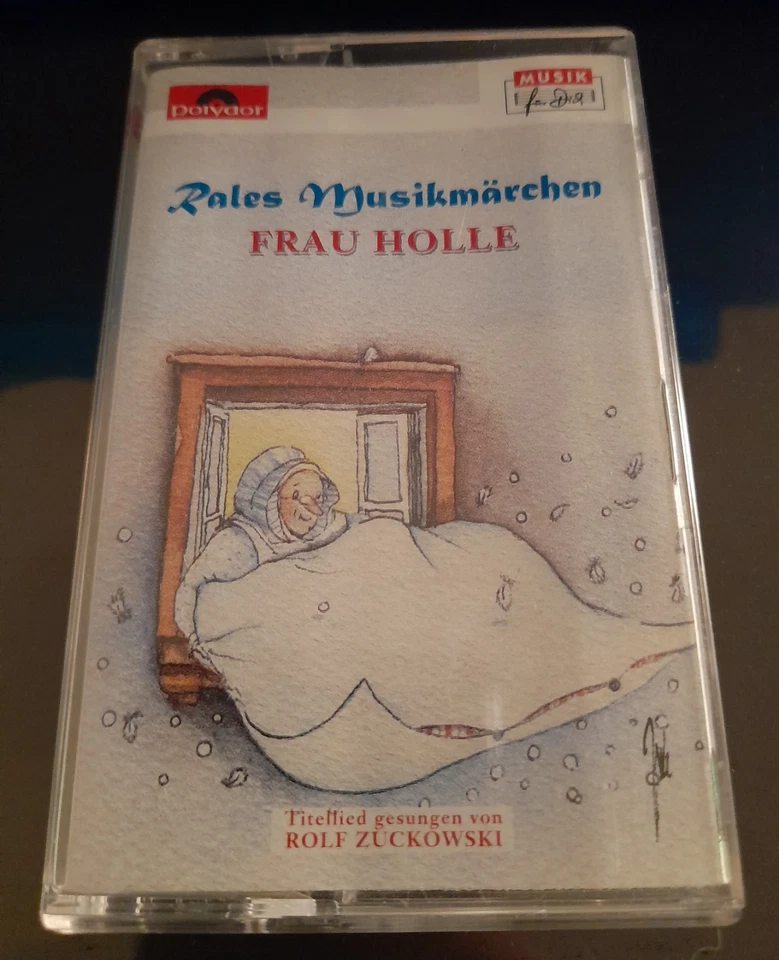 polydor
MUSIK
für Dich
Rales Musikmärchen
FRAU HOLLE
Titellied gesungen von
ROLF ZUCKOWSKI